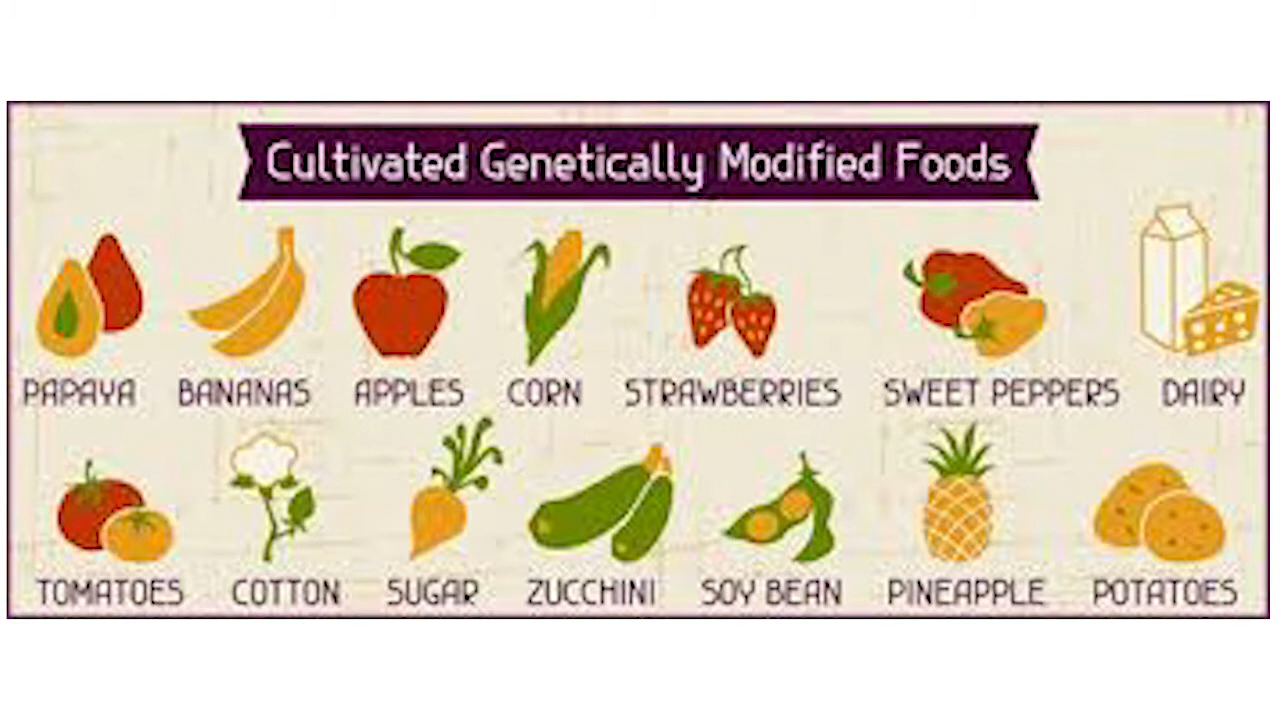 Cultivated Genetically Modified Foods
PAPAYA BANANAS APPLES CORN STRAWBERRIES SWEET PEPPERS DAIRY
TOMATOES COTTON SUGAR ZUCCHINI SOY BEAN PINEAPPLE POTATOES